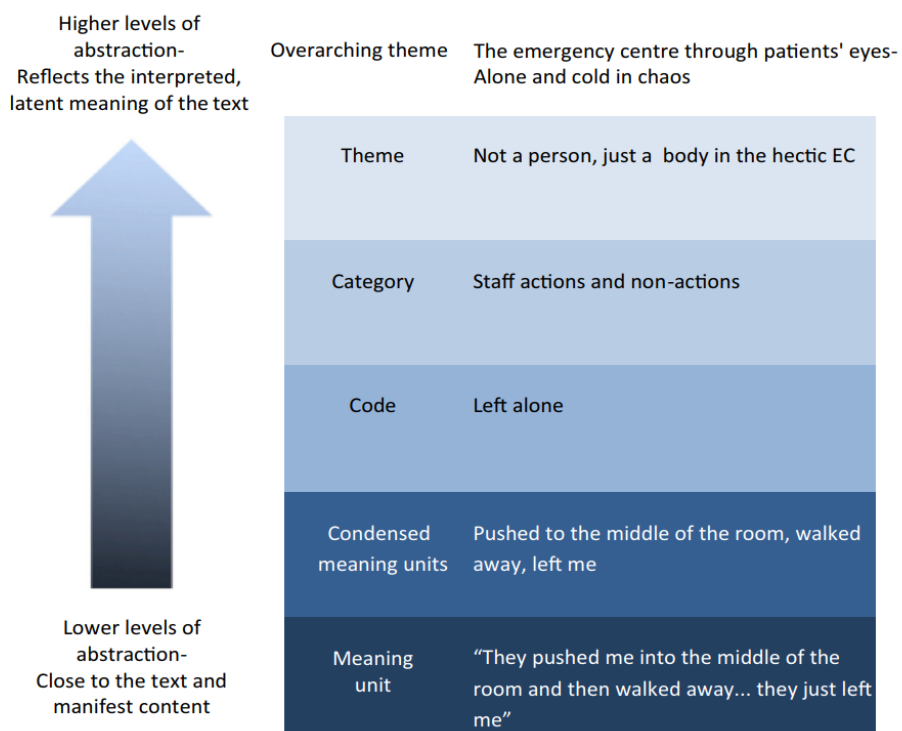 Higher levels of
abstraction-
Reflects the interpreted,
latent meaning of the text
Overarching theme
The emergency centre through patients' eyes-
Alone and cold in chaos
Theme
Not a person, just a body in the hectic EC
Category
Staff actions and non-actions
Code
Left alone
Condensed
meaning units
Pushed to the middle of the room, walked
away, left me
Lower levels of
abstraction-
Close to the text and
manifest content
Meaning
unit
“They pushed me into the middle of the
room and then walked away... they just left
me”